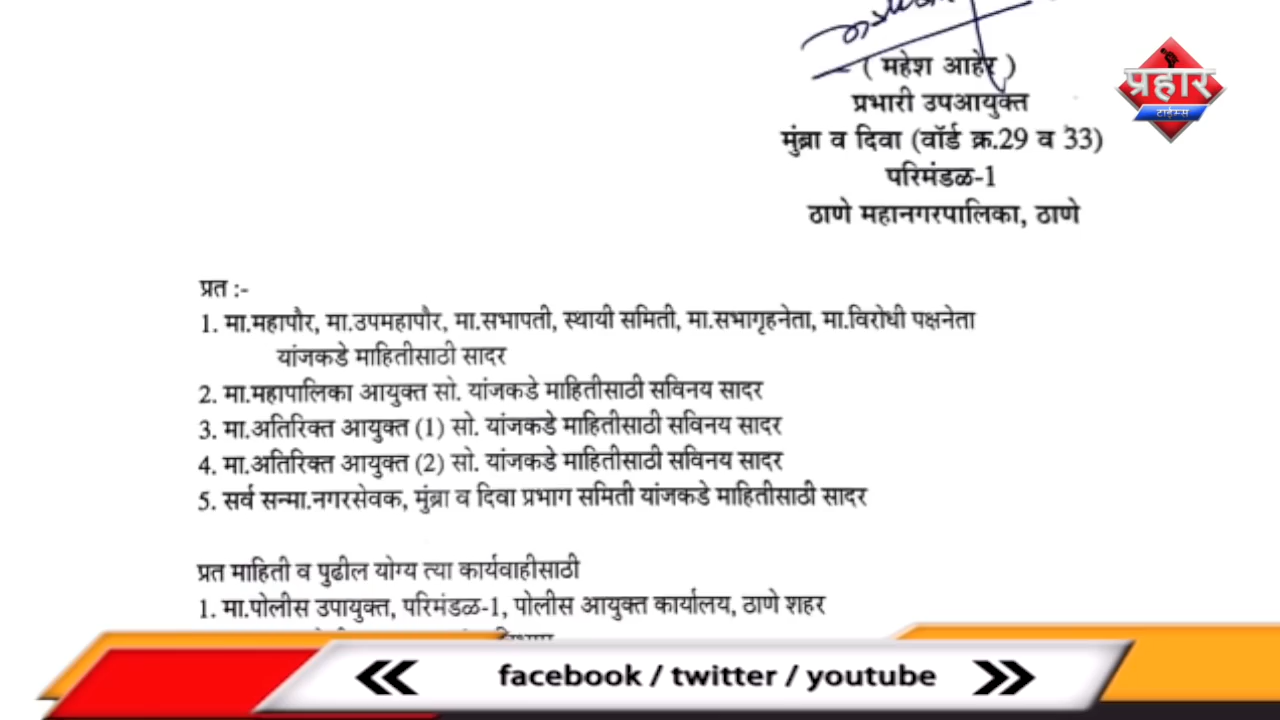 ( महेश आहेर )
प्रभारी उपआयुक्त
मुंब्रा व दिवा (वॉर्ड क्र.29 व 33)
परिमंडळ-1
ठाणे महानगरपालिका, ठाणे
प्रहार
टाईम्स
प्रत :-
1. मा.महापौर, मा.उपमहापौर, मा.सभापती, स्थायी समिती, मा.सभागृहनेता, मा.विरोधी पक्षनेता
यांजकडे माहितीसाठी सादर
2. मा.महापालिका आयुक्त सो. यांजकडे माहितीसाठी सविनय सादर
3. मा.अतिरिक्त आयुक्त (1) सो. यांजकडे माहितीसाठी सविनय सादर
4. मा.अतिरिक्त आयुक्त (2) सो. यांजकडे माहितीसाठी सविनय सादर
5. सर्व सन्मा.नगरसेवक, मुंब्रा व दिवा प्रभाग समिती यांजकडे माहितीसाठी सादर
प्रत माहिती व पुढील योग्य त्या कार्यवाहीसाठी
1. मा.पोलीस उपायुक्त, परिमंडळ-1, पोलीस आयुक्त कार्यालय, ठाणे शहर
facebook / twitter / youtube